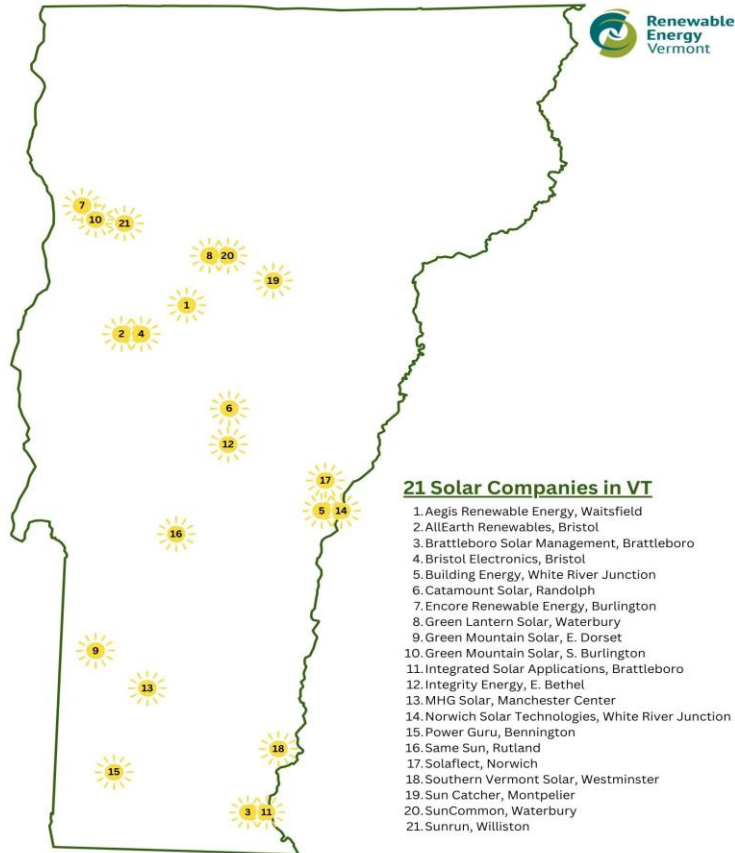 Renewable
Energy
Vermont
7
10
21
8
20
19
1
2
4
6
12
17
5
14
16
9
13
18
15
3
11
21 Solar Companies in VT
1. Aegis Renewable Energy, Waitsfield
2. AllEarth Renewables, Bristol
3. Brattleboro Solar Management, Brattleboro
4. Bristol Electronics, Bristol
5. Building Energy, White River Junction
6. Catamount Solar, Randolph
7. Encore Renewable Energy, Burlington
8. Green Lantern Solar, Waterbury
9. Green Mountain Solar, E. Dorset
10. Green Mountain Solar, S. Burlington
11. Integrated Solar Applications, Brattleboro
12. Integrity Energy, E. Bethel
13. MHG Solar, Manchester Center
14. Norwich Solar Technologies, White River Junction
15. Power Guru, Bennington
16. Same Sun, Rutland
17. Solaflect, Norwich
18. Southern Vermont Solar, Westminster
19. Sun Catcher, Montpelier
20. SunCommon, Waterbury
21. Sunrun, Williston